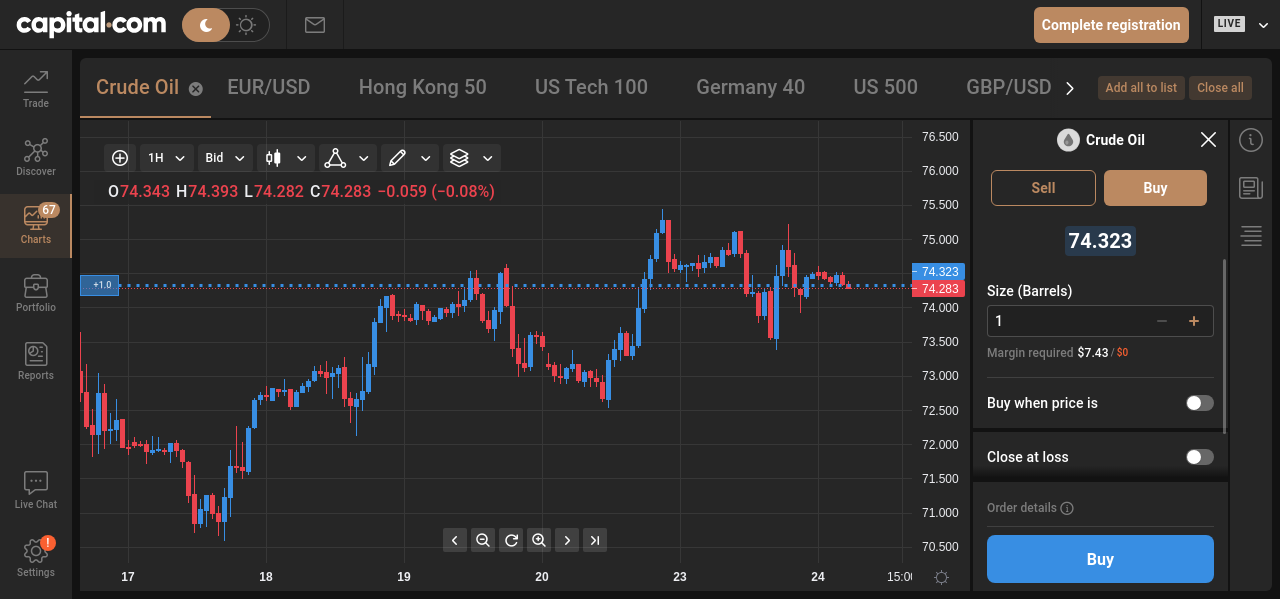 capital.com
Complete registration
LIVE
Trade
Discover
67
Charts
Portfolio
Reports
Live Chat
!
Settings
Crude Oil EUR/USD Hong Kong 50 US Tech 100 Germany 40 US 500 GBP/USD
Add all to list Close all
1H Bid
O74.343 H74.393 L74.282 C74.283 −0.059 (−0.08%)
+1.0
76.500
76.000
75.500
75.000
74.323
74.283
74.000
73.500
73.000
72.500
72.000
71.500
71.000
70.500
17 18 19 20 23 24 15:00
Crude Oil
Sell Buy
74.323
Size (Barrels)
1
Margin required $7.43 / $0
Buy when price is
Close at loss
Order details
Buy